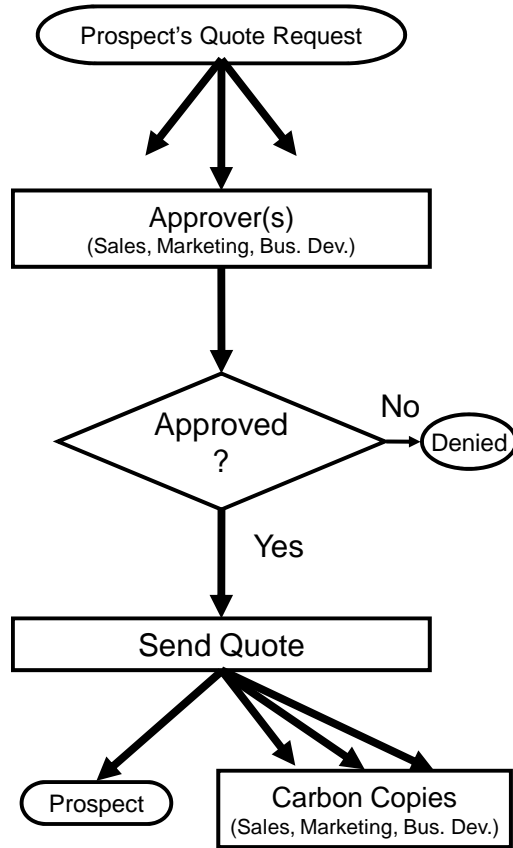 Prospect's Quote Request
Approver(s)
(Sales, Marketing, Bus. Dev.)
Approved
?
No
Denied
Yes
Send Quote
Prospect
Carbon Copies
(Sales, Marketing, Bus. Dev.)